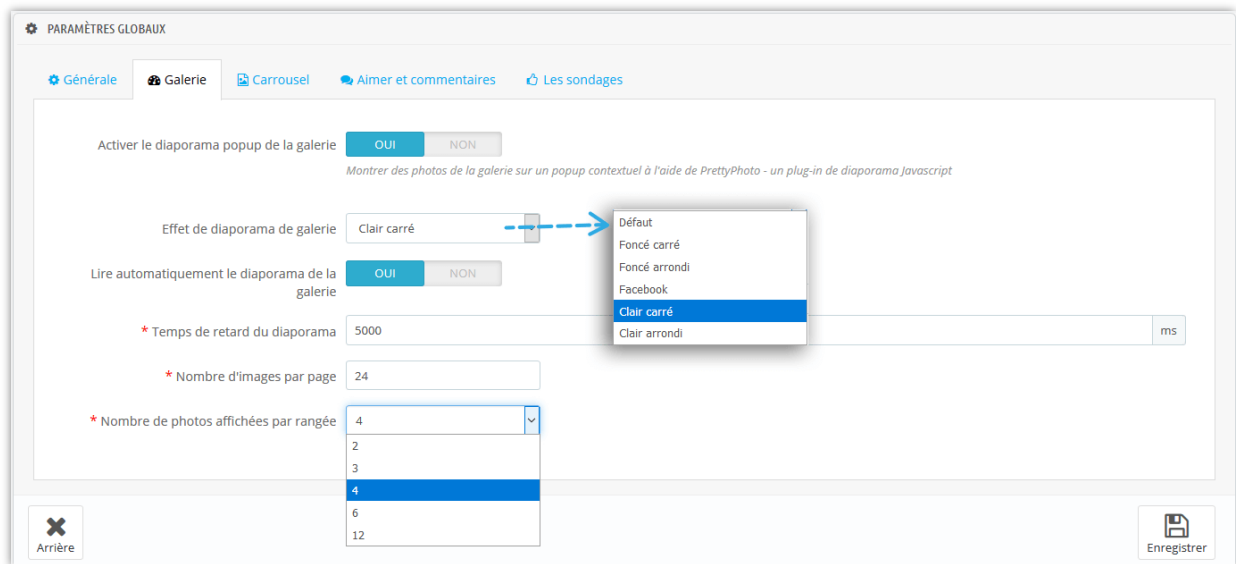 PARAMÈTRES GLOBAUX
Générale Galerie Carrousel Aimer et commentaires Les sondages
Activer le diaporama popup de la galerie OUI NON
Montrer des photos de la galerie sur un popup contextuel à l'aide de PrettyPhoto - un plug-in de diaporama Javascript
Effet de diaporama de galerie Clair carré
Défaut
Foncé carré
Foncé arrondi
Facebook
Clair carré
Clair arrondi
Lire automatiquement le diaporama de la
galerie
OUI NON
* Temps de retard du diaporama 5000 ms
* Nombre d'images par page 24
* Nombre de photos affichées par rangée 4
2
3
4
6
12
Arrière
Enregistrer